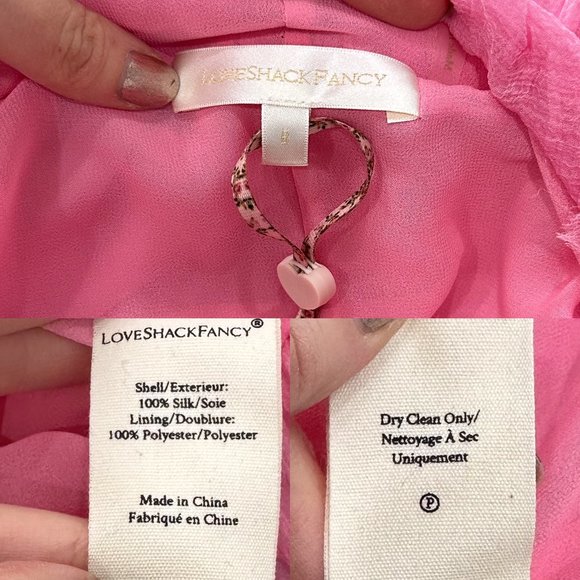 LOVESHACKFANCY
LOVESHACKFANCY®
Shell/Exterieur:
100% Silk/Soie
Lining/Doublure:
100% Polyester/Polyester
Made in China
Fabriqué en Chine
Dry Clean Only/
Nettoyage À Sec
Uniquement
P